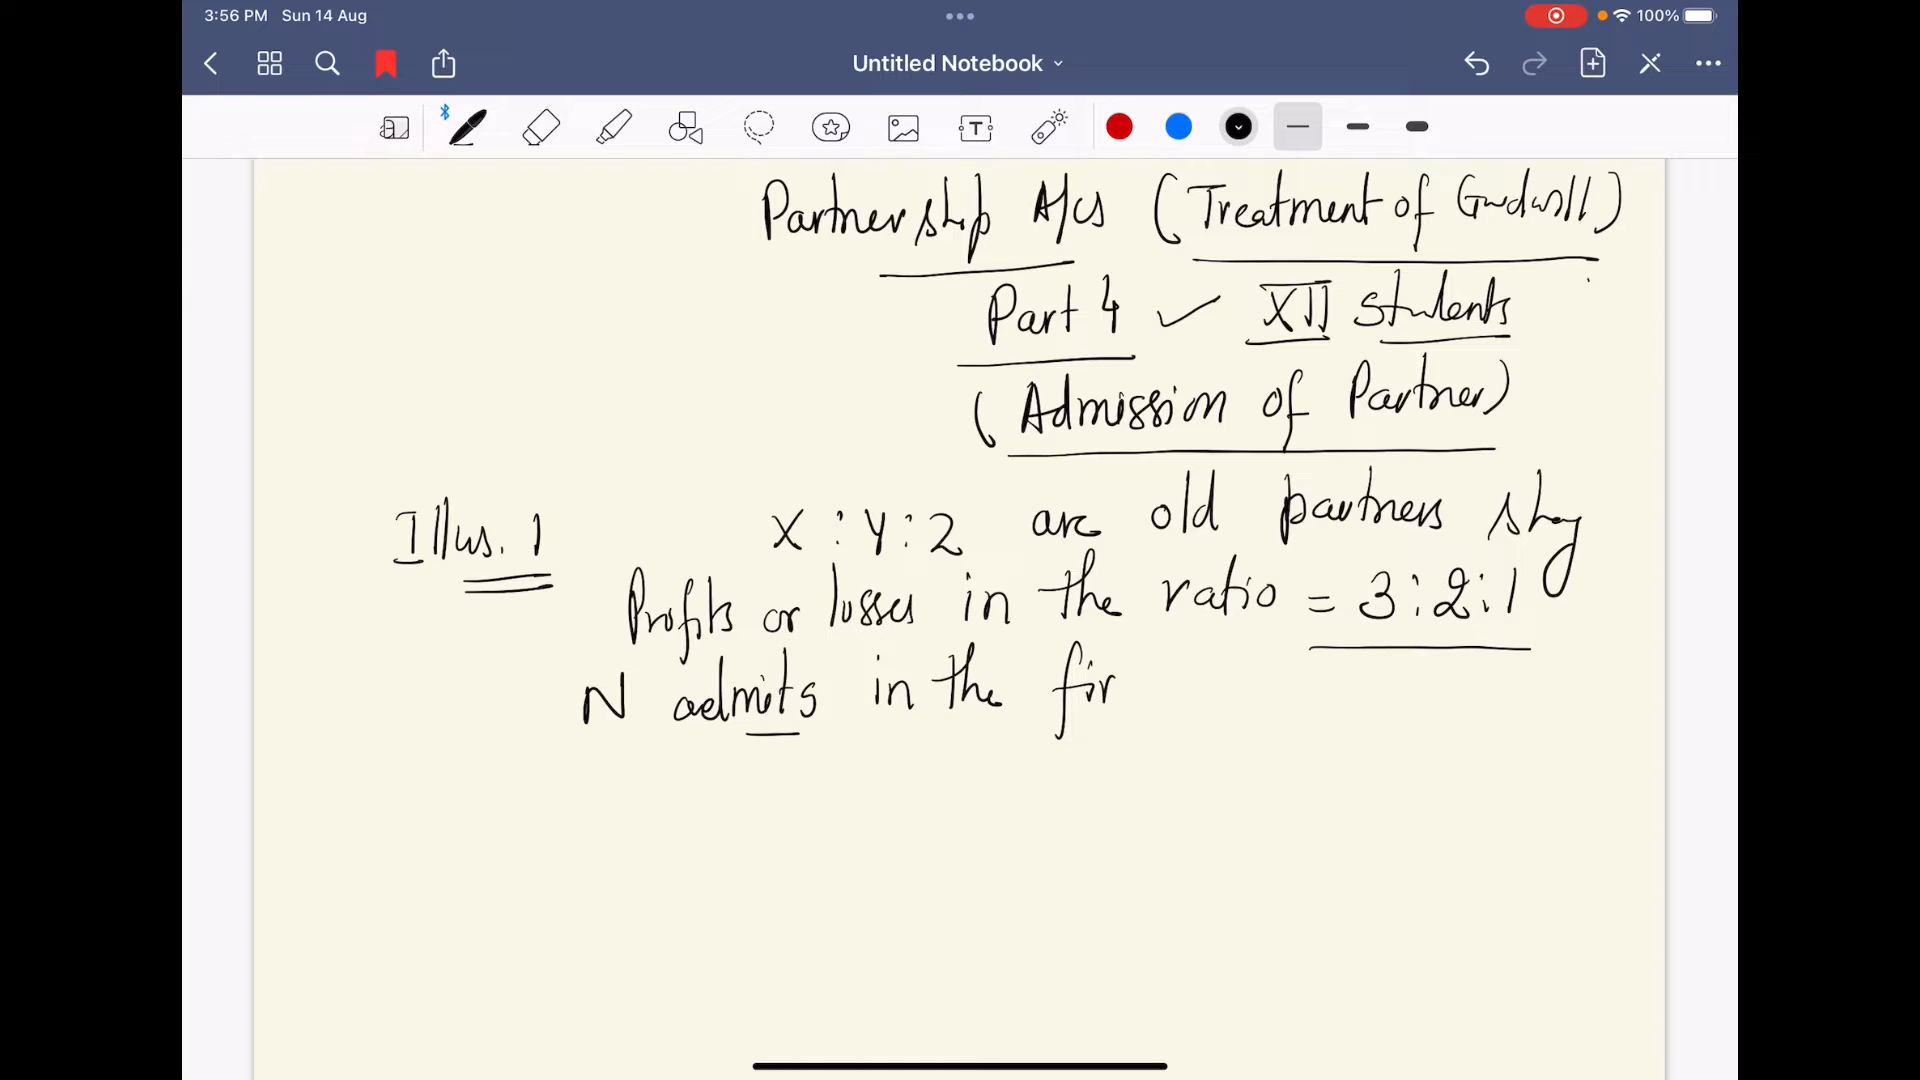 3:56 PM Sun 14 Aug 100%
Untitled Notebook
T
Partnership A/cs (Treatment of Goodwill)
Part 4 ✓ XII students
(Admission of Partner)
Illus. 1 X : Y : Z are old partners
Profits or losses in the ratio = 3:2:1
N admits in the fir